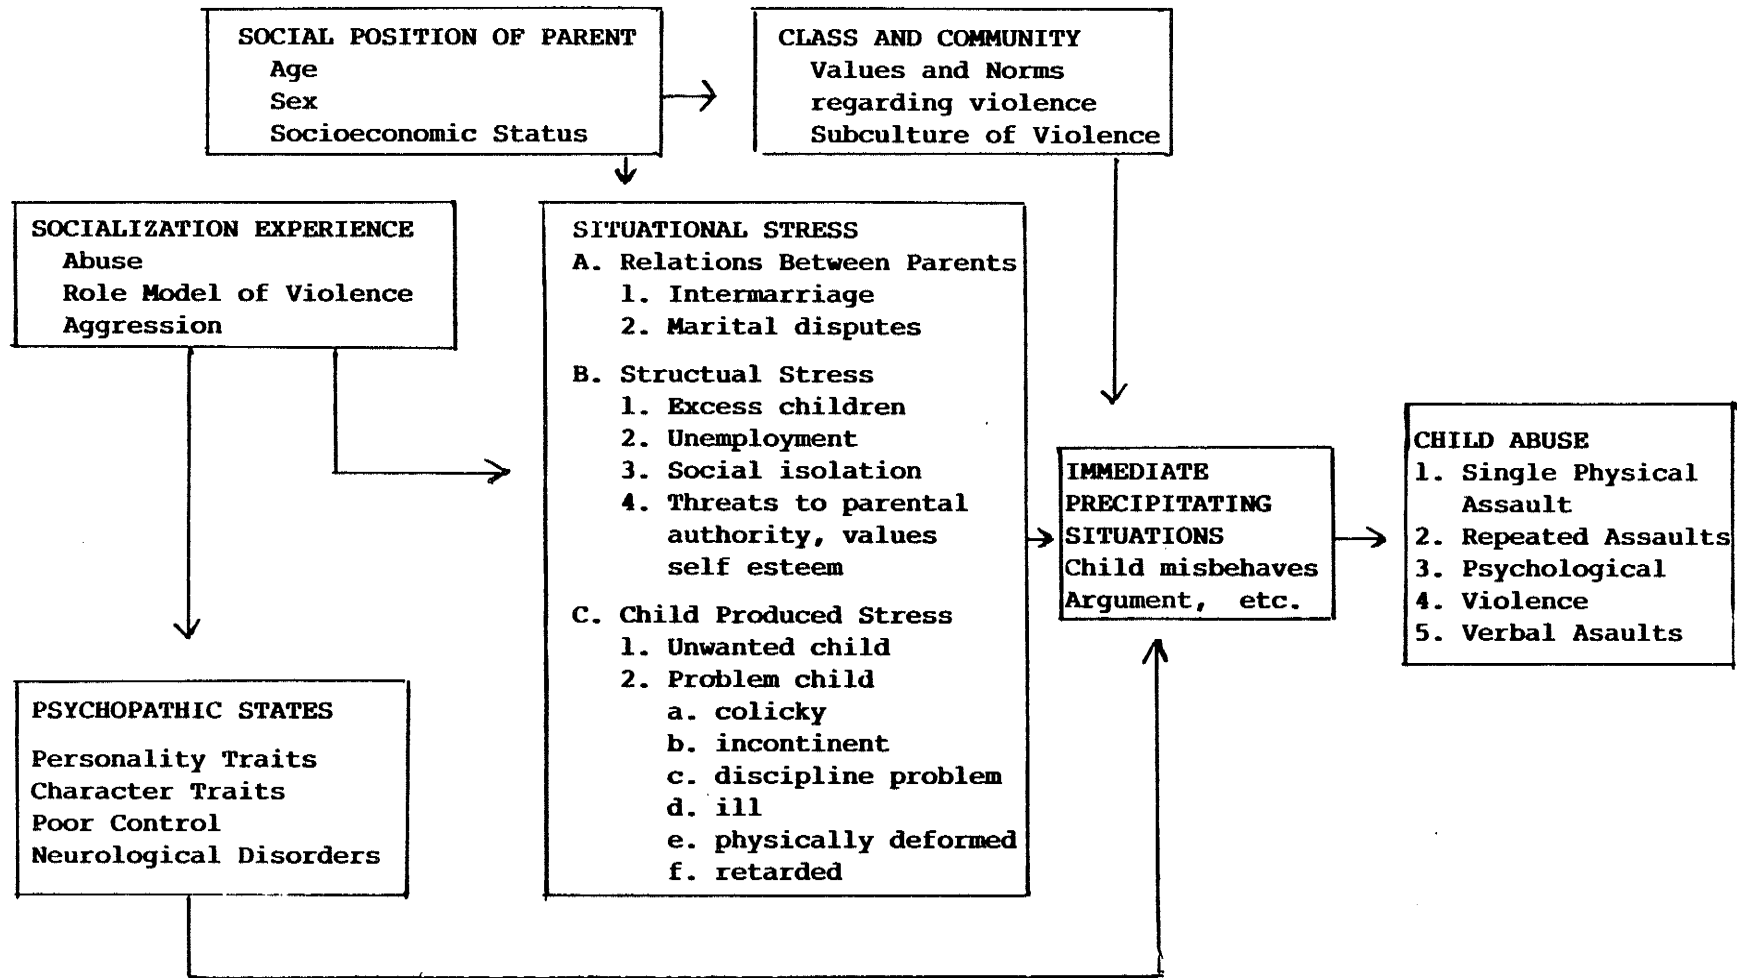 SOCIAL POSITION OF PARENT
Age
Sex
Socioeconomic Status
CLASS AND COMMUNITY
Values and Norms
regarding violence
Subculture of Violence
SOCIALIZATION EXPERIENCE
Abuse
Role Model of Violence
Aggression
SITUATIONAL STRESS
A. Relations Between Parents
1. Intermarriage
2. Marital disputes
B. Structual Stress
1. Excess children
2. Unemployment
3. Social isolation
4. Threats to parental
authority, values
self esteem
C. Child Produced Stress
1. Unwanted child
2. Problem child
a. colicky
b. incontinent
c. discipline problem
d. ill
e. physically deformed
f. retarded
PSYCHOPATHIC STATES
Personality Traits
Character Traits
Poor Control
Neurological Disorders
IMMEDIATE
PRECIPITATING
SITUATIONS
Child misbehaves
Argument, etc.
CHILD ABUSE
1. Single Physical
Assault
2. Repeated Assaults
3. Psychological
4. Violence
5. Verbal Asaults